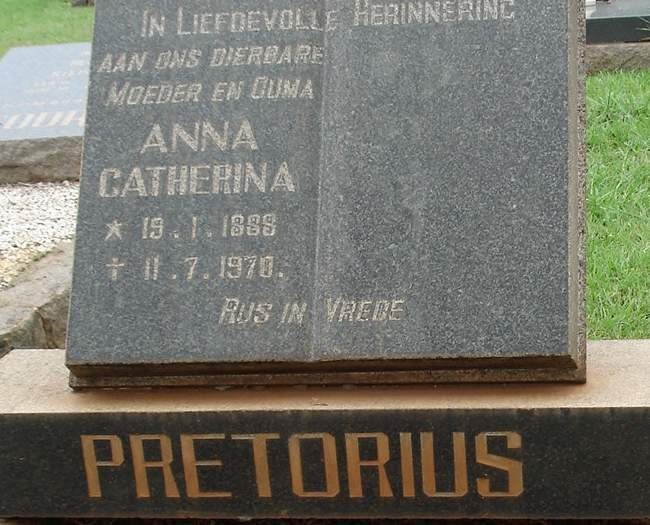 IN LIEFDEVOLLE HERINNERING
AAN ONS DIERBARE
MOEDER EN OUMA
ANNA
CATHERINA
★ 19.1.1888
† 11.7.1970.
RUS IN VREDE
PRETORIUS